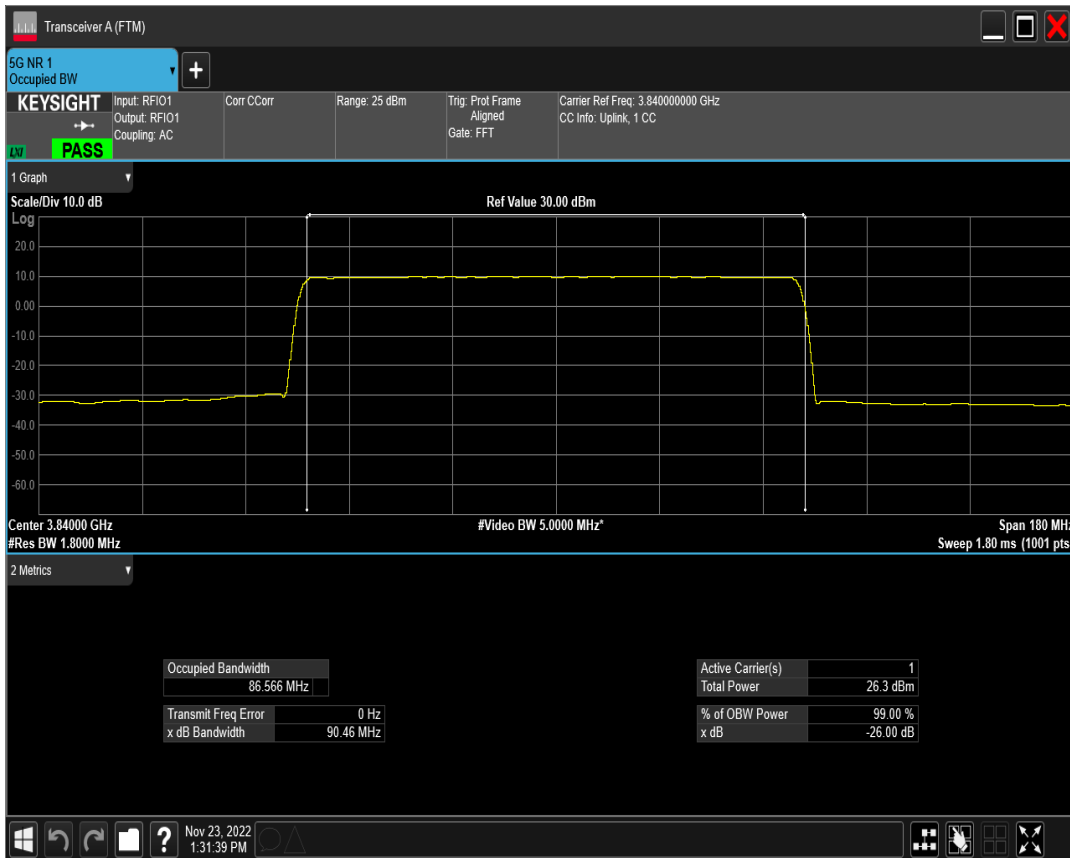 Transceiver A (FTM)
5G NR 1
Occupied BW
+
KEYSIGHT
LXI
PASS
Input: RFIO1
Output: RFIO1
Coupling: AC
Corr CCorr
Range: 25 dBm
Trig: Prot Frame
Aligned
Gate: FFT
Carrier Ref Freq: 3.840000000 GHz
CC Info: Uplink, 1 CC
1 Graph
Scale/Div 10.0 dB
Ref Value 30.00 dBm
Log
20.0
10.0
0.00
-10.0
-20.0
-30.0
-40.0
-50.0
-60.0
Center 3.84000 GHz
#Video BW 5.0000 MHz*
Span 180 MHz
#Res BW 1.8000 MHz
Sweep 1.80 ms (1001 pts
2 Metrics
Occupied Bandwidth
86.566 MHz
Transmit Freq Error 0 Hz
x dB Bandwidth 90.46 MHz
Active Carrier(s) 1
Total Power 26.3 dBm
% of OBW Power 99.00 %
x dB -26.00 dB
?
Nov 23, 2022
1:31:39 PM